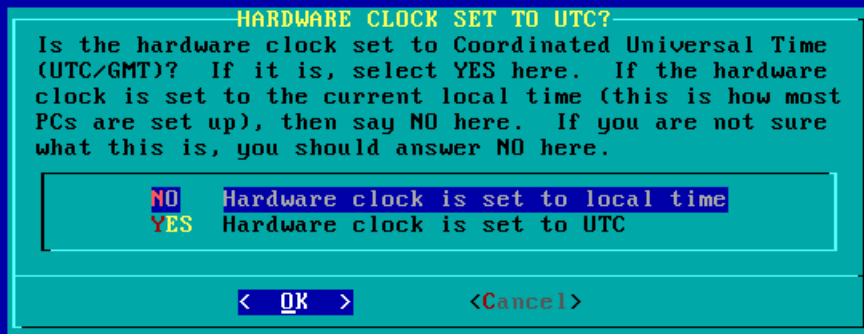 HARDWARE CLOCK SET TO UTC?
Is the hardware clock set to Coordinated Universal Time
(UTC/GMT)?  If it is, select YES here.  If the hardware
clock is set to the current local time (this is how most
PCs are set up), then say NO here.  If you are not sure
what this is, you should answer NO here.
NO   Hardware clock is set to local time
YES  Hardware clock is set to UTC
<  OK  >   <Cancel>